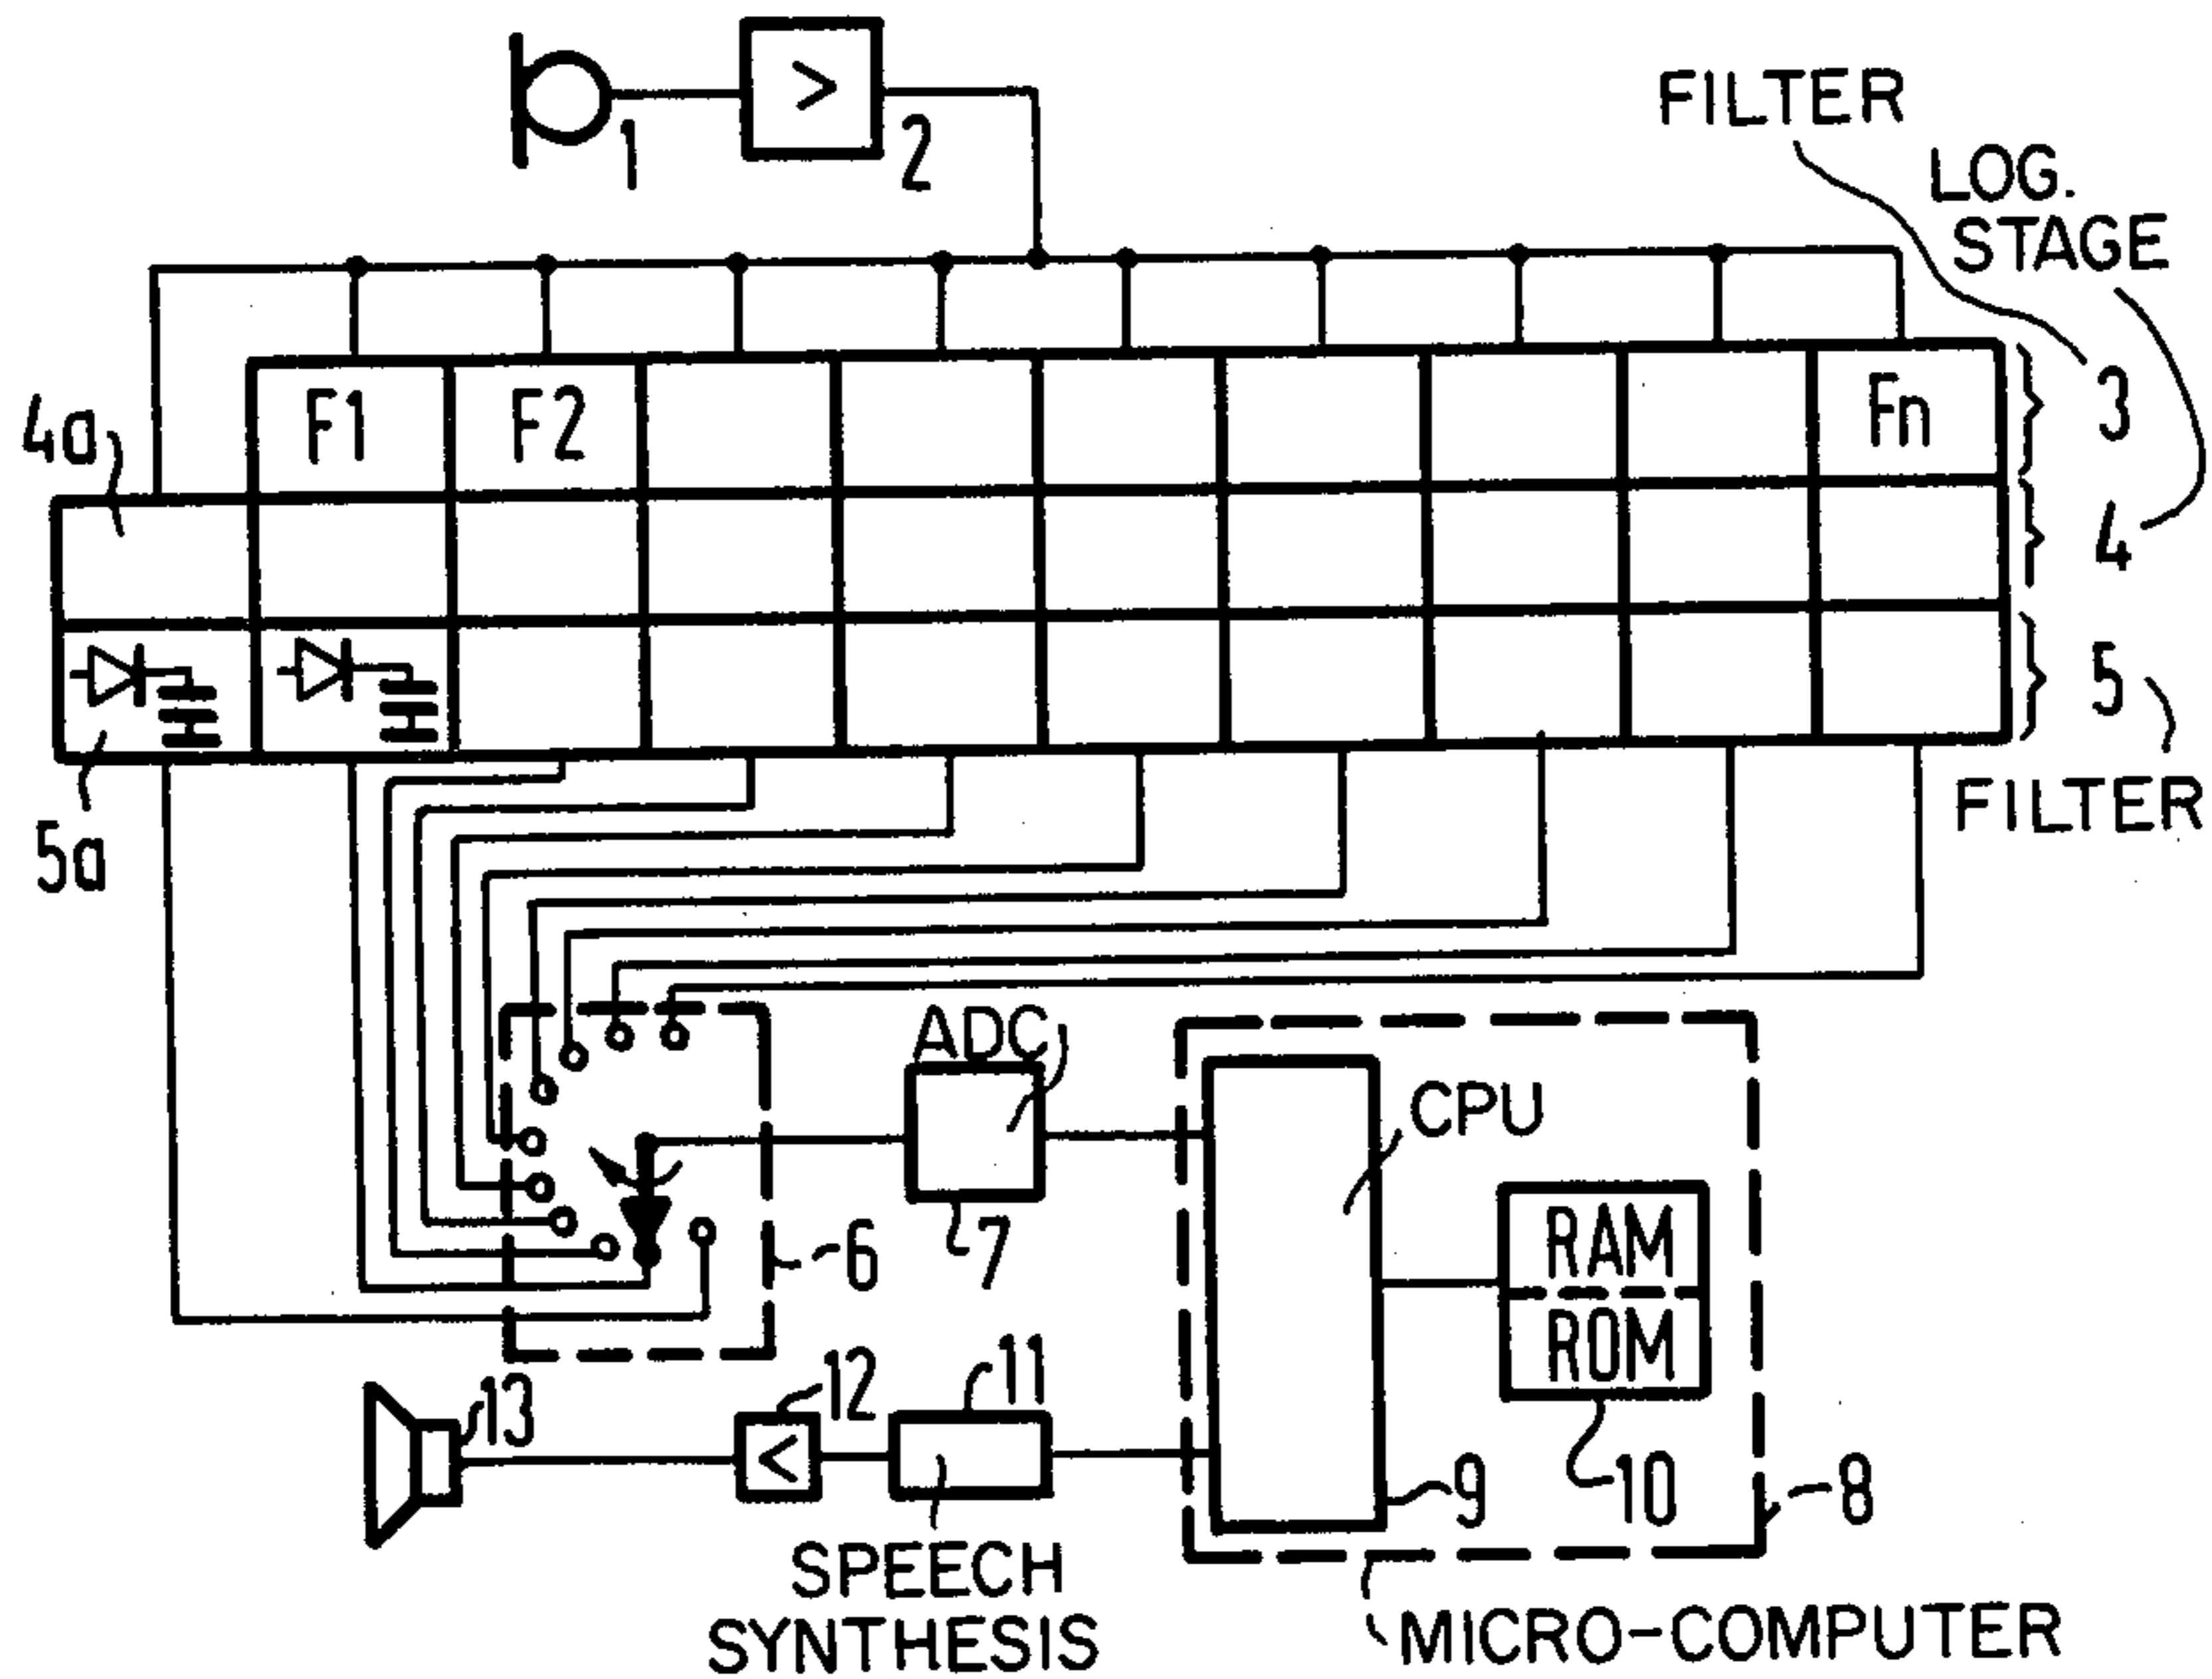 1
>
2
FILTER
LOG.
STAGE
4a
F1
F2
Fn
3
4
5
5a
FILTER
ADC
CPU
6
7
RAM
ROM
13
12
<
11
9
10
8
SPEECH
SYNTHESIS
MICRO-COMPUTER